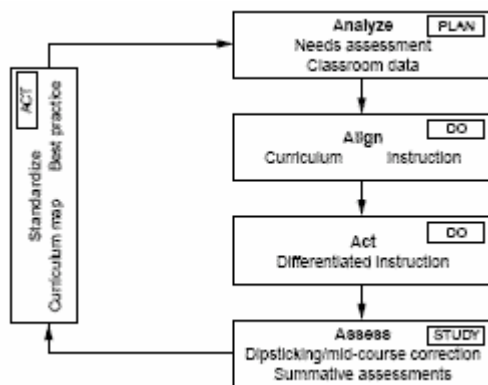 Analyze PLAN
Needs assessment
Classroom data
Align DO
Curriculum Instruction
Act DO
Differentiated Instruction
Assess STUDY
Dipsticking/mid-course correction
Summative assessments
ACT
Standardize
Curriculum map Best practice